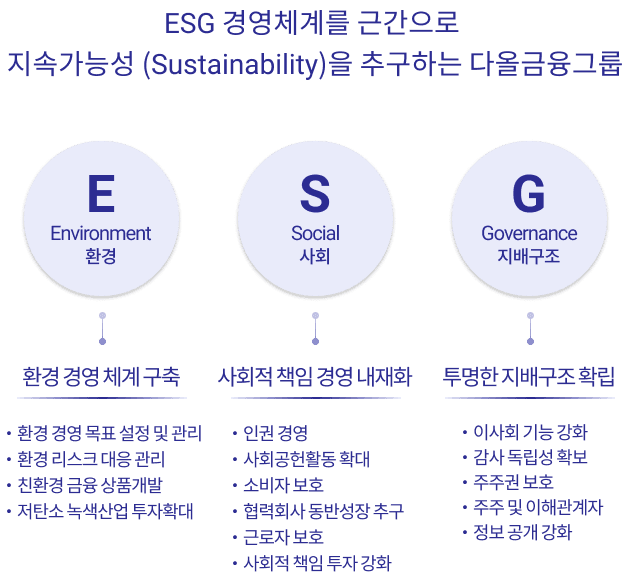 ESG 경영체계를 근간으로
지속가능성 (Sustainability)을 추구하는 다올금융그룹
E
Environment
환경
S
Social
사회
G
Governance
지배구조
환경 경영 체계 구축
• 환경 경영 목표 설정 및 관리
• 환경 리스크 대응 관리
• 친환경 금융 상품개발
• 저탄소 녹색산업 투자확대
사회적 책임 경영 내재화
• 인권 경영
• 사회공헌활동 확대
• 소비자 보호
• 협력회사 동반성장 추구
• 근로자 보호
• 사회적 책임 투자 강화
투명한 지배구조 확립
• 이사회 기능 강화
• 감사 독립성 확보
• 주주권 보호
• 주주 및 이해관계자
• 정보 공개 강화